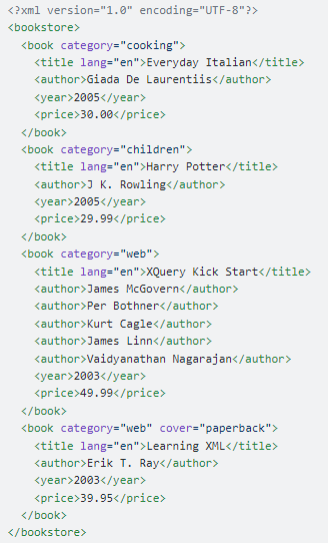 <?xml version="1.0" encoding="UTF-8"?>
<bookstore>
  <book category="cooking">
    <title lang="en">Everyday Italian</title>
    <author>Giada De Laurentiis</author>
    <year>2005</year>
    <price>30.00</price>
  </book>
  <book category="children">
    <title lang="en">Harry Potter</title>
    <author>J K. Rowling</author>
    <year>2005</year>
    <price>29.99</price>
  </book>
  <book category="web">
    <title lang="en">XQuery Kick Start</title>
    <author>James McGovern</author>
    <author>Per Bothner</author>
    <author>Kurt Cagle</author>
    <author>James Linn</author>
    <author>Vaidyanathan Nagarajan</author>
    <year>2003</year>
    <price>49.99</price>
  </book>
  <book category="web" cover="paperback">
    <title lang="en">Learning XML</title>
    <author>Erik T. Ray</author>
    <year>2003</year>
    <price>39.95</price>
  </book>
</bookstore>